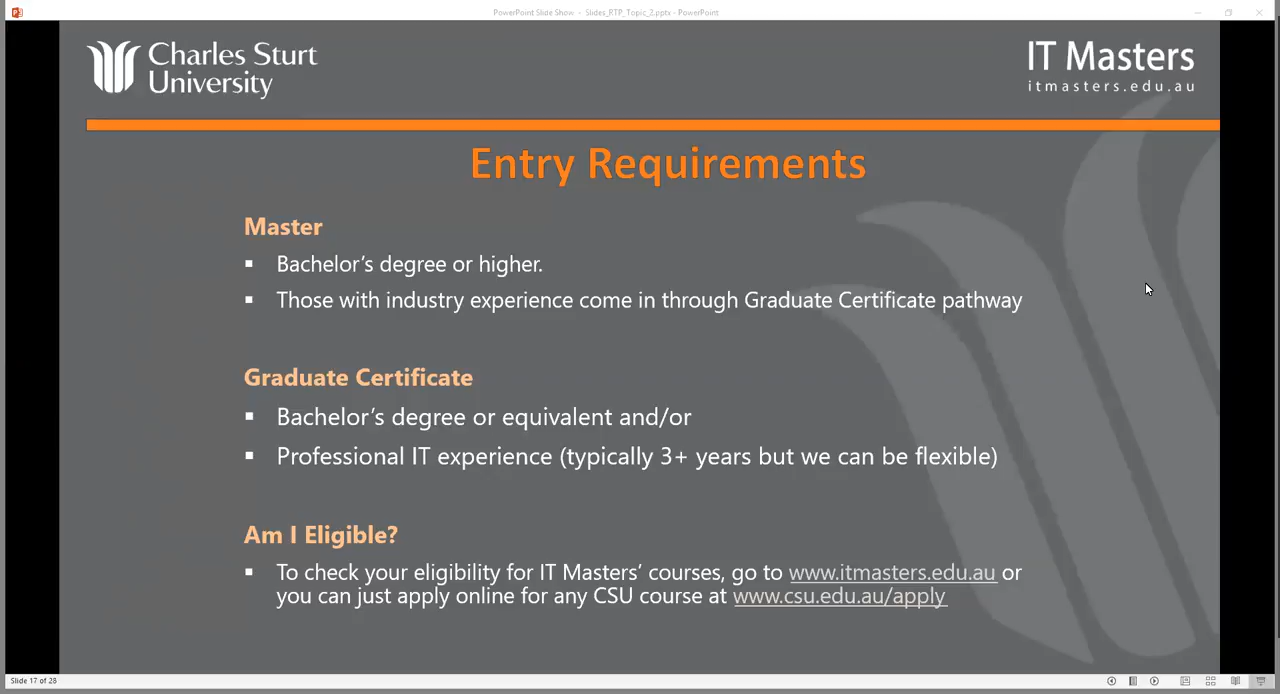 PowerPoint Slide Show - Slides_RTP_Topic_2.pptx - PowerPoint
Charles Sturt
University
IT Masters
itmasters.edu.au
Entry Requirements
Master
▪ Bachelor’s degree or higher.
▪ Those with industry experience come in through Graduate Certificate pathway
Graduate Certificate
▪ Bachelor’s degree or equivalent and/or
▪ Professional IT experience (typically 3+ years but we can be flexible)
Am I Eligible?
▪ To check your eligibility for IT Masters’ courses, go to www.itmasters.edu.au or
you can just apply online for any CSU course at www.csu.edu.au/apply
Slide 17 of 28